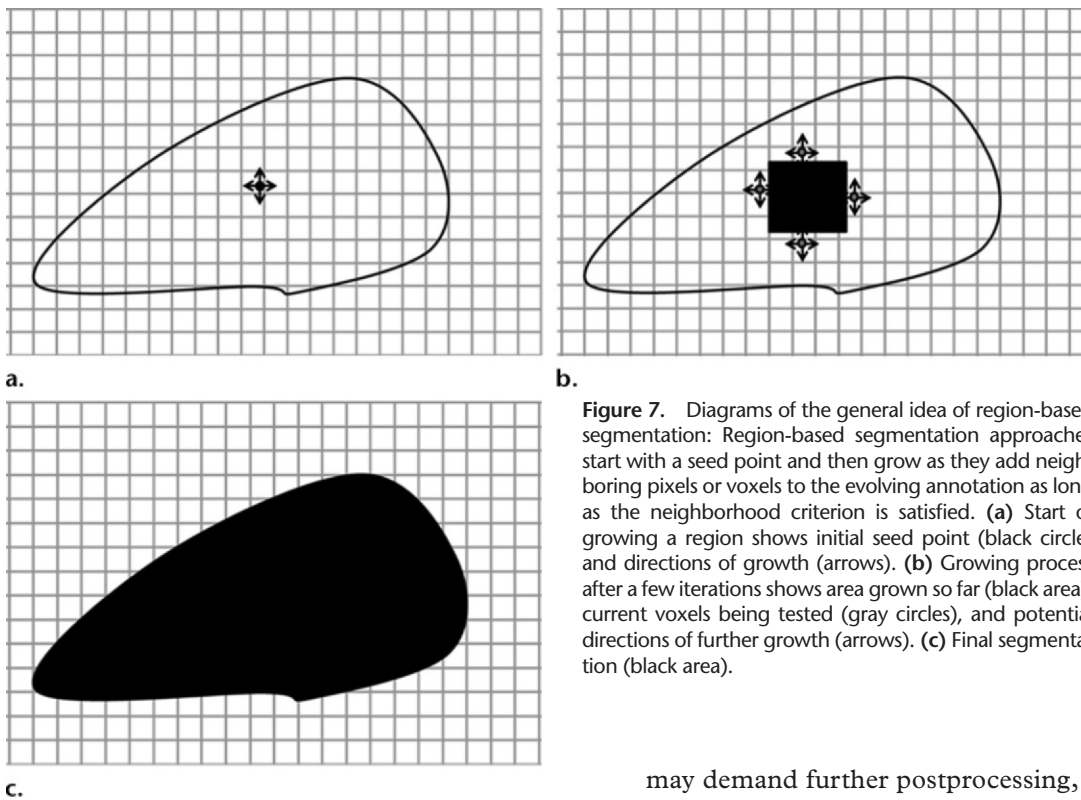 a.
b.
Figure 7. Diagrams of the general idea of region-base
segmentation: Region-based segmentation approache
start with a seed point and then grow as they add neigh
boring pixels or voxels to the evolving annotation as lon
as the neighborhood criterion is satisfied. (a) Start o
growing a region shows initial seed point (black circle
and directions of growth (arrows). (b) Growing proces
after a few iterations shows area grown so far (black area
current voxels being tested (gray circles), and potentia
directions of further growth (arrows). (c) Final segmenta
tion (black area).
c.
may demand further postprocessing,